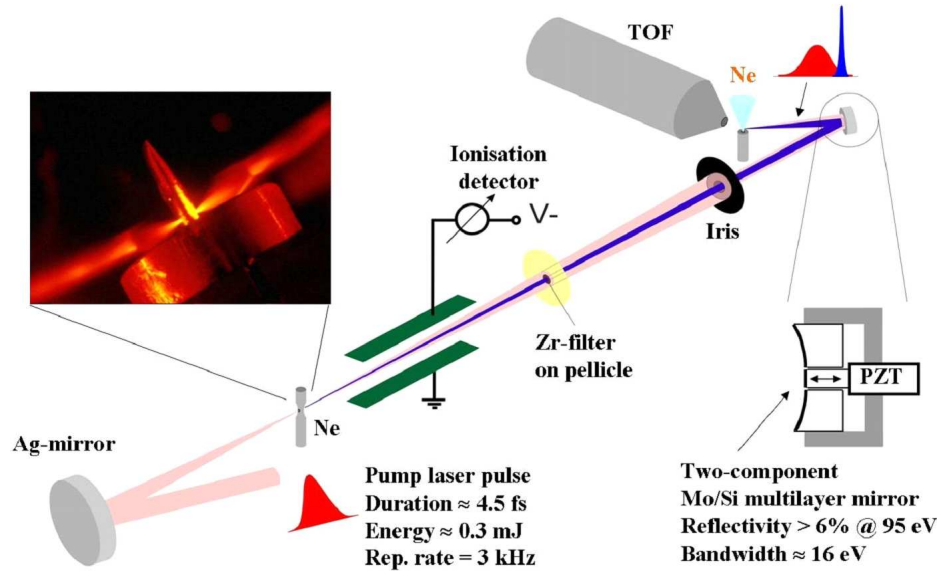 TOF
Ne
Ionisation
detector
V-
Iris
Zr-filter
on pellicle
PZT
Ne
Ag-mirror
Pump laser pulse
Duration ≈ 4.5 fs
Energy ≈ 0.3 mJ
Rep. rate = 3 kHz
Two-component
Mo/Si multilayer mirror
Reflectivity > 6% @ 95 eV
Bandwidth ≈ 16 eV